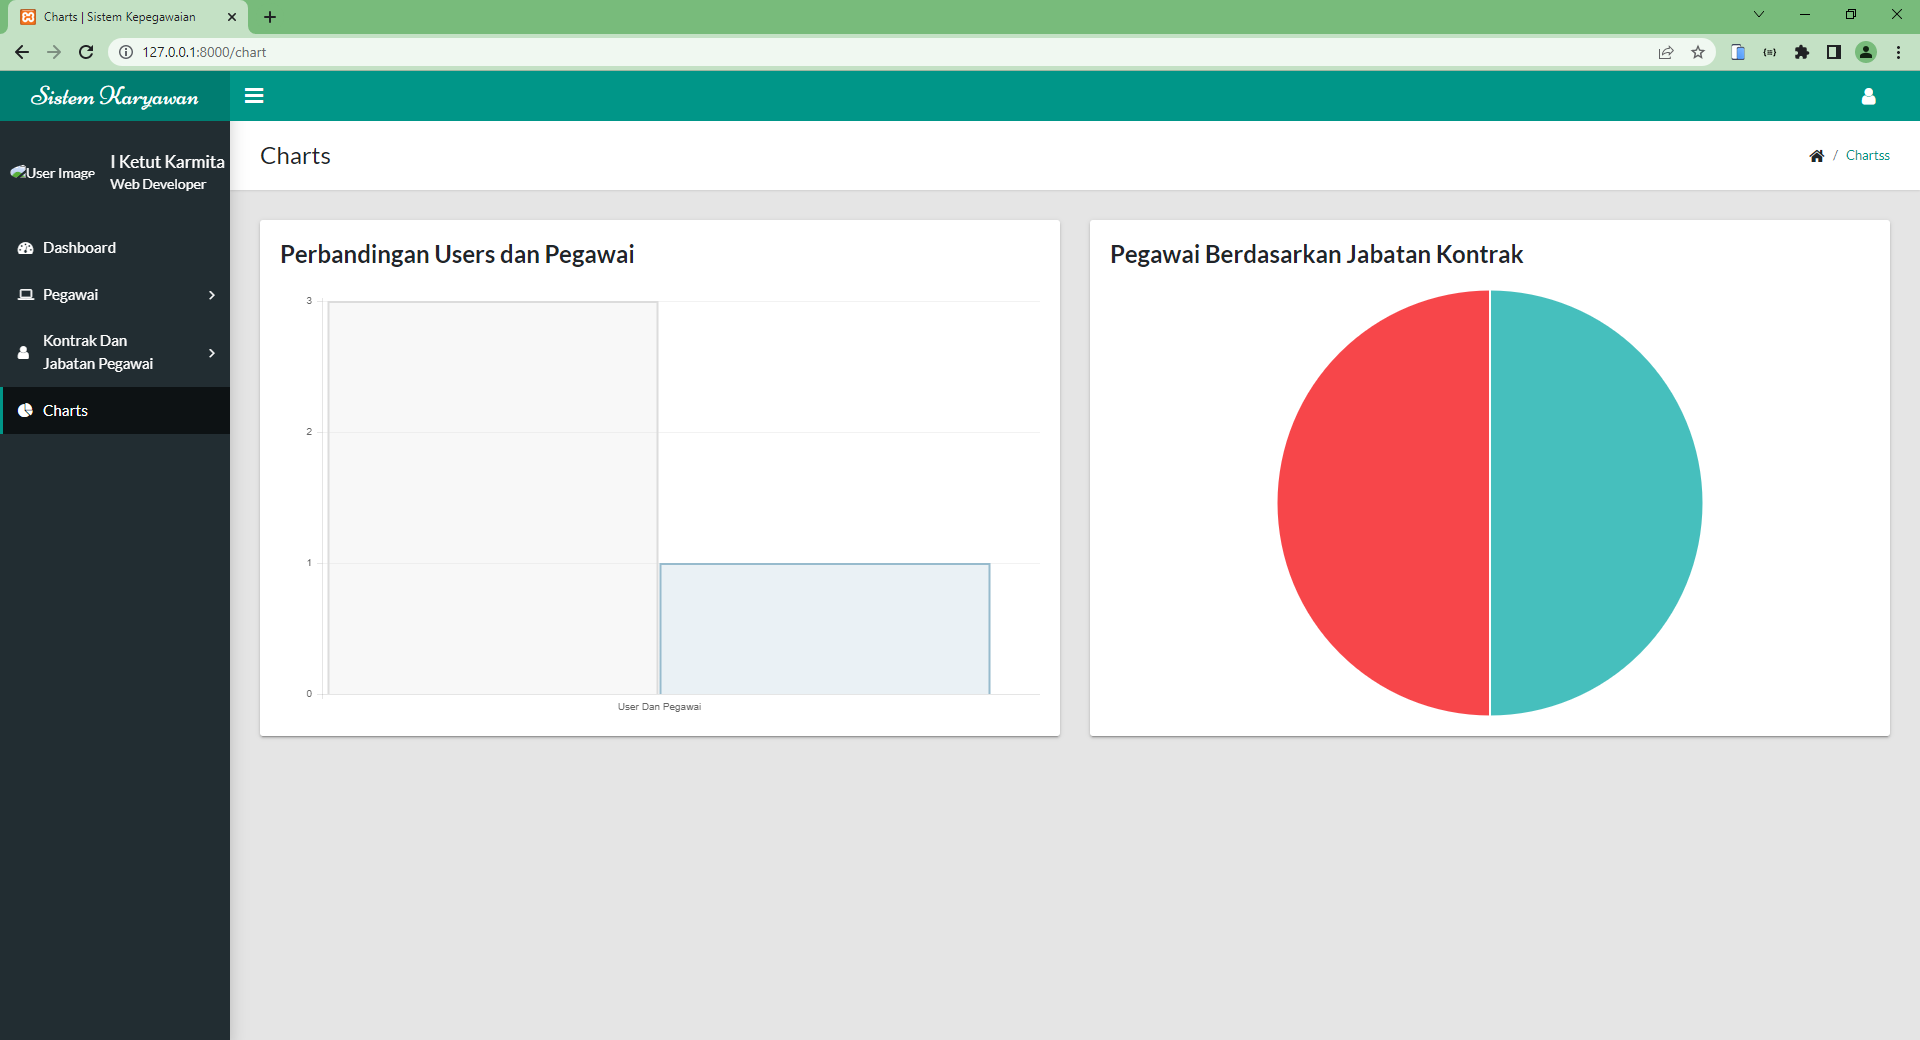 Charts | Sistem Kepegawaian
127.0.0.1:8000/chart
Sistem Karyawan
User Image
I Ketut Karmita
Web Developer
Dashboard
Pegawai
Kontrak Dan
Jabatan Pegawai
Charts
Charts
/ Chartss
Perbandingan Users dan Pegawai
3
2
1
0
User Dan Pegawai
Pegawai Berdasarkan Jabatan Kontrak